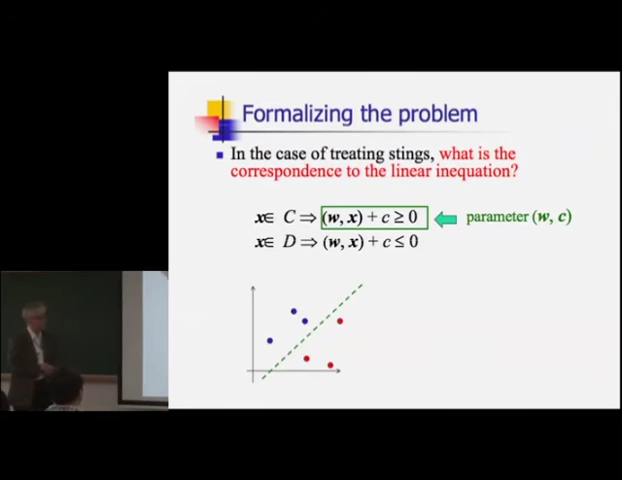 Formalizing the problem
In the case of treating stings, what is the
correspondence to the linear inequation?
x∈ C ⇒ (w, x) + c ≥ 0
parameter (w, c)
x∈ D ⇒ (w, x) + c ≤ 0